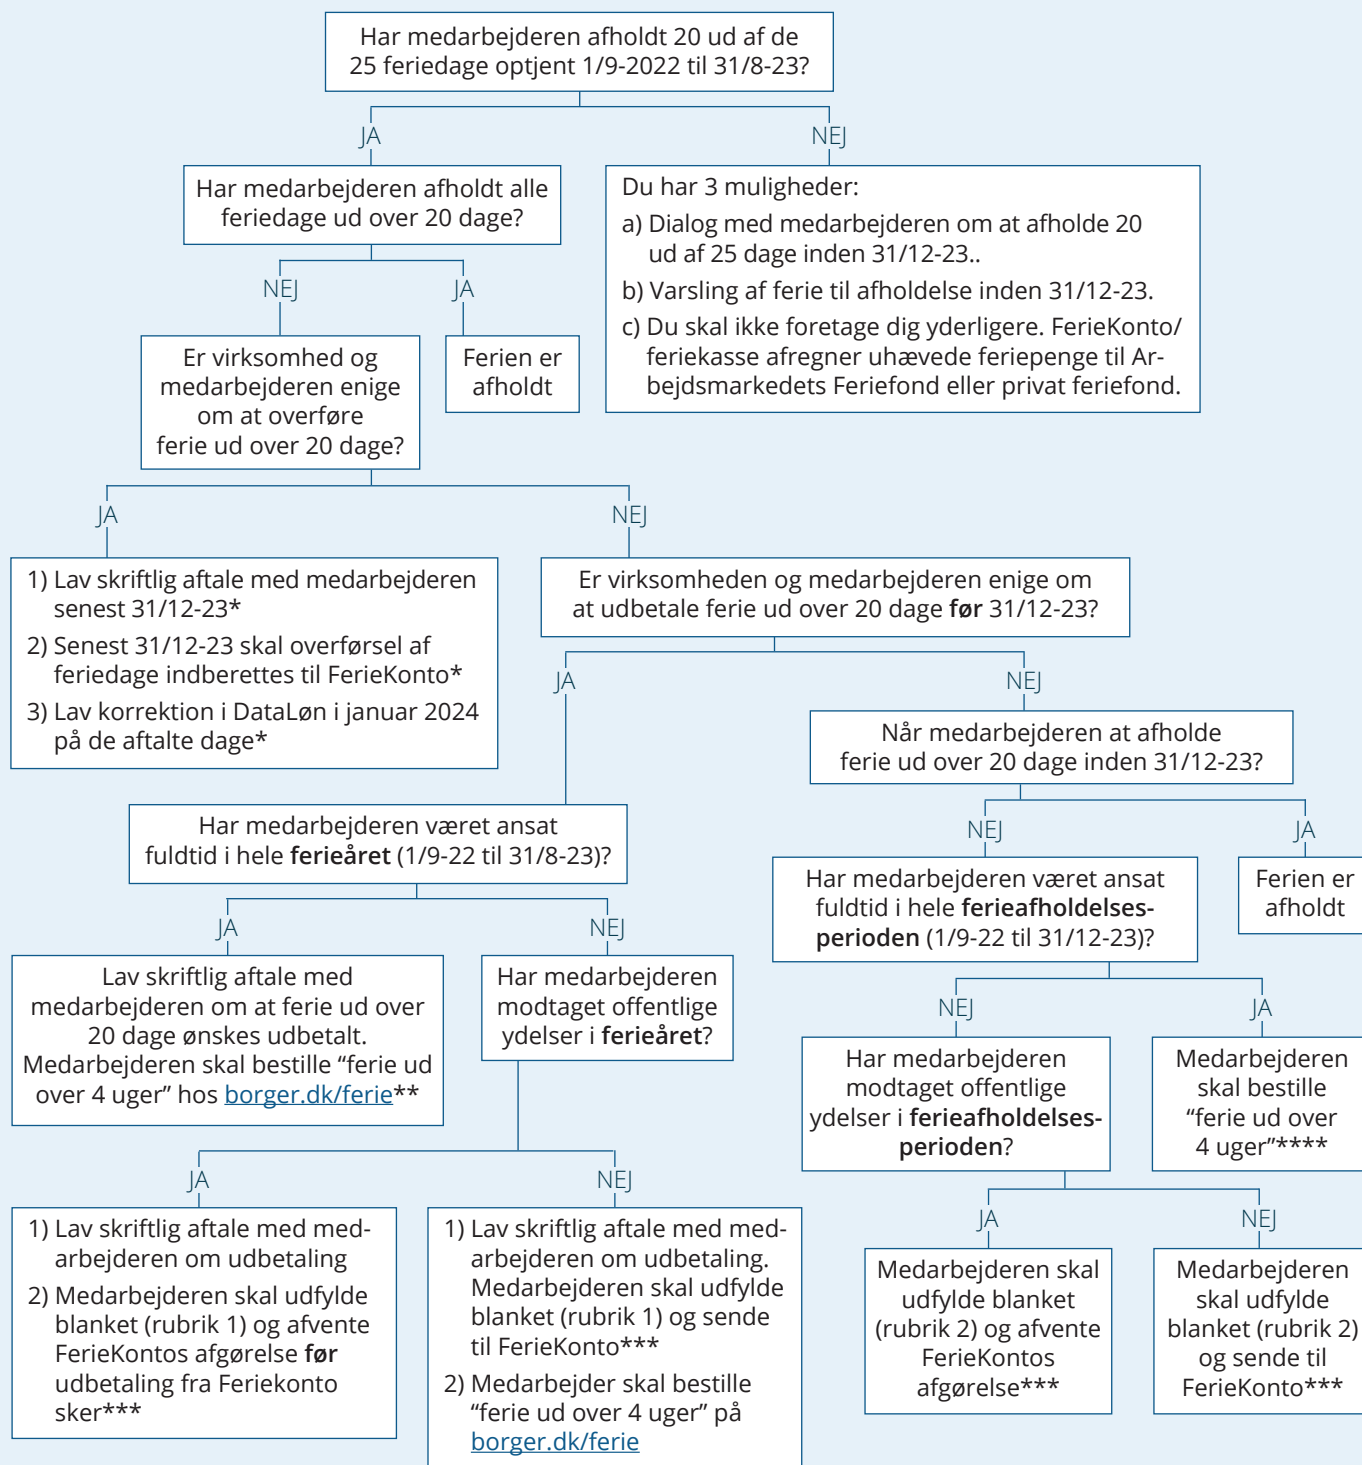 Har medarbejderen afholdt 20 ud af de
25 feriedage optjent 1/9-2022 til 31/8-23?
JA
NEJ
Har medarbejderen afholdt alle
feriedage ud over 20 dage?
Du har 3 muligheder:
a) Dialog med medarbejderen om at afholde 20
ud af 25 dage inden 31/12-23..
b) Varsling af ferie til afholdelse inden 31/12-23.
c) Du skal ikke foretage dig yderligere. FerieKonto/
feriekasse afregner uhævede feriepenge til Ar-
bejdsmarkedets Feriefond eller privat feriefond.
NEJ
JA
Er virksomhed og
medarbejderen enige
om at overføre
ferie ud over 20 dage?
Ferien er
afholdt
JA
NEJ
1) Lav skriftlig aftale med medarbejderen
senest 31/12-23*
2) Senest 31/12-23 skal overførsel af
feriedage indberettes til FerieKonto*
3) Lav korrektion i DataLøn i januar 2024
på de aftalte dage*
Er virksomheden og medarbejderen enige om
at udbetale ferie ud over 20 dage før 31/12-23?
JA
NEJ
Når medarbejderen at afholde
ferie ud over 20 dage inden 31/12-23?
Har medarbejderen været ansat
fuldtid i hele ferieåret (1/9-22 til 31/8-23)?
NEJ
JA
Har medarbejderen været ansat
fuldtid i hele ferieafholdelses-
perioden (1/9-22 til 31/12-23)?
Ferien er
afholdt
JA
NEJ
Lav skriftlig aftale med
medarbejderen om at ferie ud over
20 dage ønskes udbetalt.
Medarbejderen skal bestille “ferie ud
over 4 uger” hos borger.dk/ferie**
Har medarbejderen
modtaget offentlige
ydelser i ferieåret?
NEJ
JA
Har medarbejderen
modtaget offentlige
ydelser i ferieafholdelses-
perioden?
Medarbejderen
skal bestille
“ferie ud over
4 uger”****
JA
NEJ
1) Lav skriftlig aftale med med-
arbejderen om udbetaling
2) Medarbejderen skal udfylde
blanket (rubrik 1) og afvente
FerieKontos afgørelse før
udbetaling fra Feriekonto
sker***
1) Lav skriftlig aftale med med-
arbejderen om udbetaling.
Medarbejderen skal udfylde
blanket (rubrik 1) og sende
til FerieKonto***
2) Medarbejder skal bestille
“ferie ud over 4 uger” på
borger.dk/ferie
JA
NEJ
Medarbejderen skal
udfylde blanket
(rubrik 2) og afvente
FerieKontos
afgørelse***
Medarbejderen
skal udfylde
blanket (rubrik 2)
og sende til
FerieKonto***